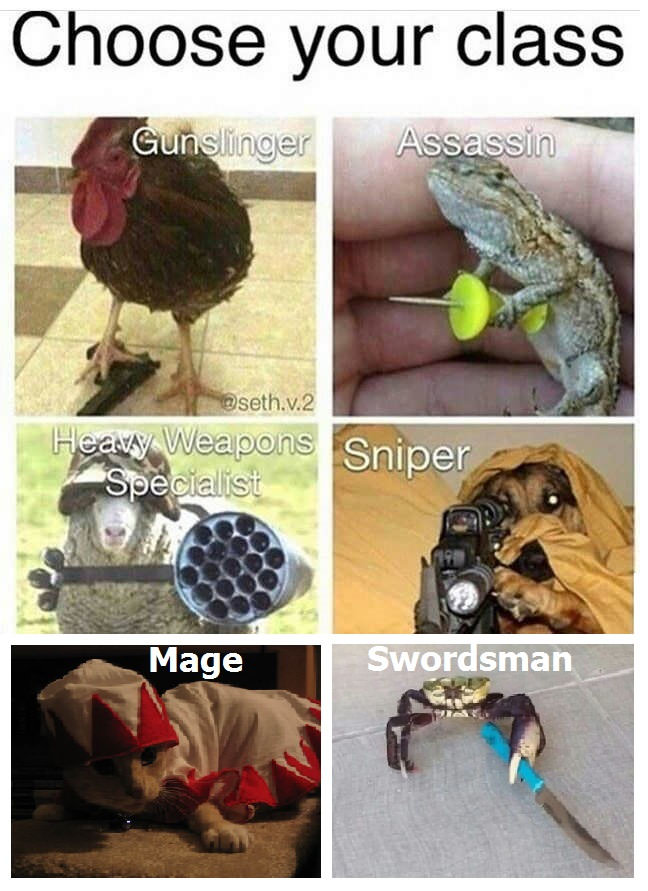 Choose your class
Gunslinger
Assassin
@seth.v.2
Heavy Weapons
Specialist
Sniper
Mage
Swordsman